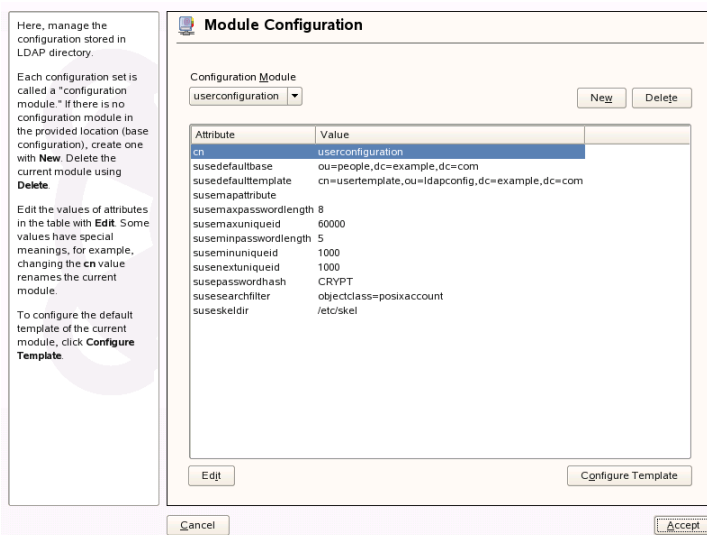 Here, manage the
configuration stored in
LDAP directory.
Each configuration set is
called a "configuration
module." If there is no
configuration module in
the provided location (base
configuration), create one
with New. Delete the
current module using
Delete.
Edit the values of attributes
in the table with Edit. Some
values have special
meanings, for example,
changing the cn value
renames the current
module.
To configure the default
template of the current
module, click Configure
Template.
Module Configuration
Configuration Module
userconfiguration
New Delete
Attribute Value
cn userconfiguration
susedefaultbase ou=people,dc=example,dc=com
susedefaulttemplate cn=usertemplate,ou=ldapconfig,dc=example,dc=com
susemapattribute
susemaxpasswordlength 8
susemaxuniqueid 60000
suseminpasswordlength 5
suseminuniqueid 1000
susenextuniqueid 1000
susepasswordhash CRYPT
susesearchfilter objectclass=posixaccount
suseskeldir /etc/skel
Edit Configure Template
Cancel Accept